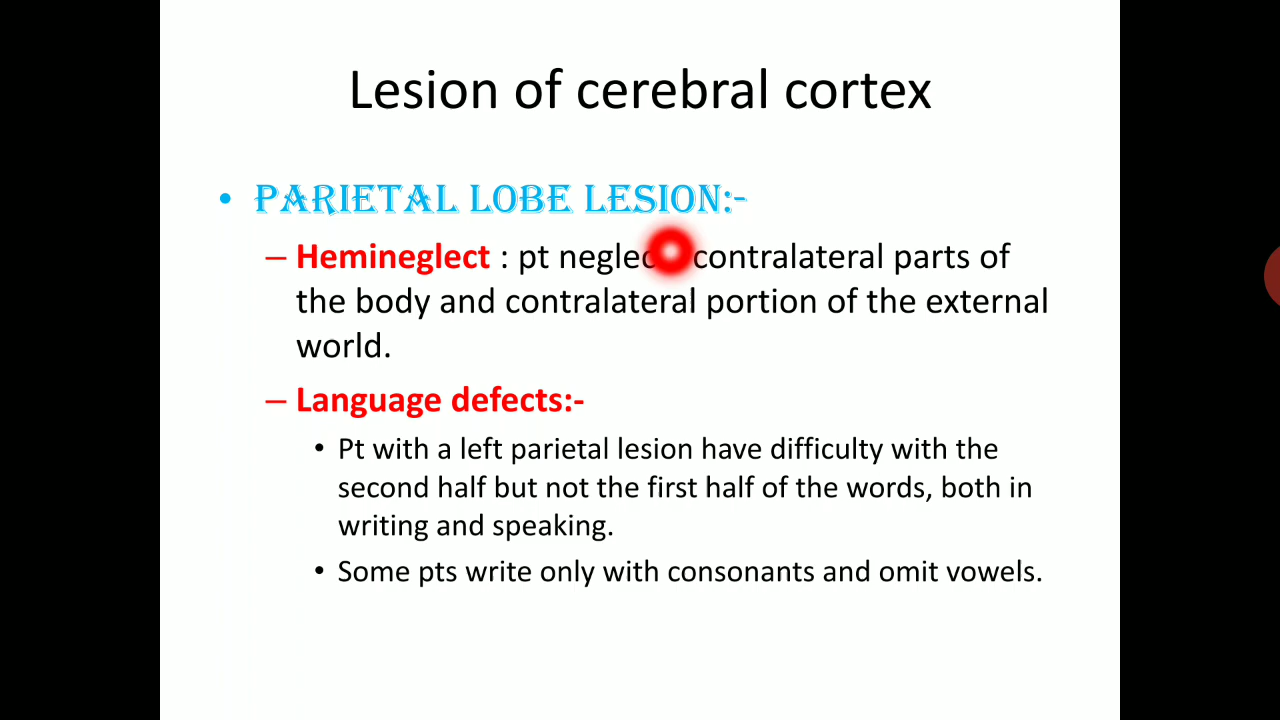 Lesion of cerebral cortex
• PARIETAL LOBE LESION:-
– Hemineglect : pt contralateral parts of
the body and contralateral portion of the external
world.
– Language defects:-
• Pt with a left parietal lesion have difficulty with the
second half but not the first half of the words, both in
writing and speaking.
• Some pts write only with consonants and omit vowels.